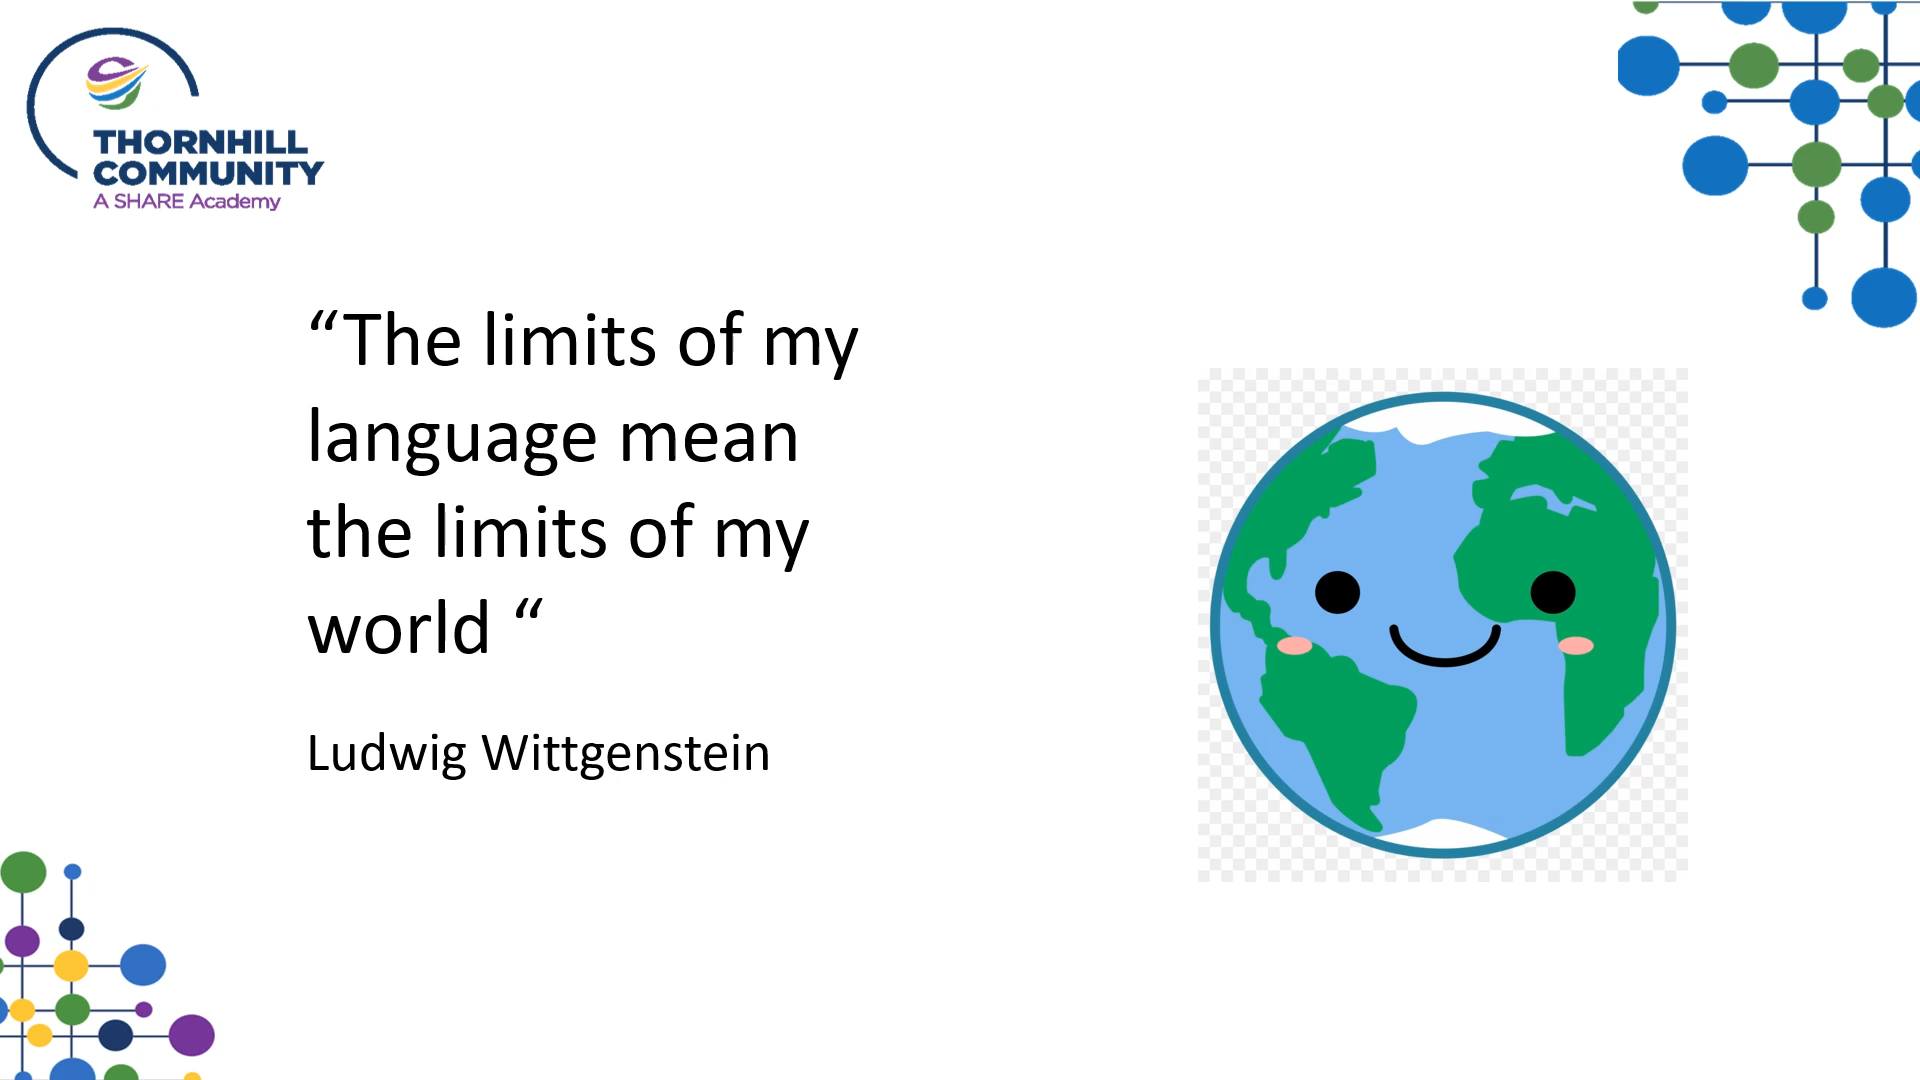 THORNHILL
COMMUNITY
A SHARE Academy
“The limits of my
language mean
the limits of my
world “
Ludwig Wittgenstein